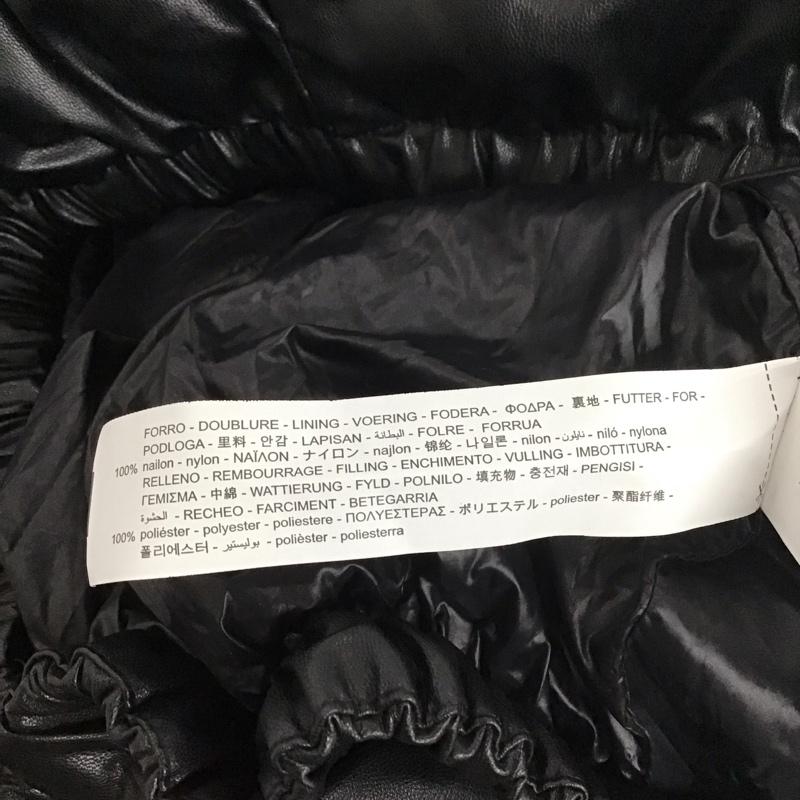 FORRO - DOUBLURE - LINING - VOERING - FODERA - ΦΟΔΡΑ - 裏地 - FUTTER - FOR -
PODLOGA - 里料 - 안감 - LAPISAN - البطانة - FOLRE - FORRUA
100% nailon - nylon - ΝΑΪΛΟΝ - ナイロン - najlon - 锦纶 - 나일론 - nilon - نايلون - niló - nylona
RELLENO - REMBOURRAGE - FILLING - ENCHIMENTO - VULLING - IMBOTTITURA -
ΓΕΜΙΣΜΑ - 中綿 - WATTIERUNG - FYLD - POLNILO - 填充物 - 충전재 - PENGISI -
الحشوة - RECHEO - FARCIMENT - BETEGARRIA
100% poliéster - polyester - poliestere - ΠΟΛΥΕΣΤΕΡΑΣ - ポリエステル - poliester - 聚酯纤维 -
폴리에스터 - بوليستير - polièster - poliesterra